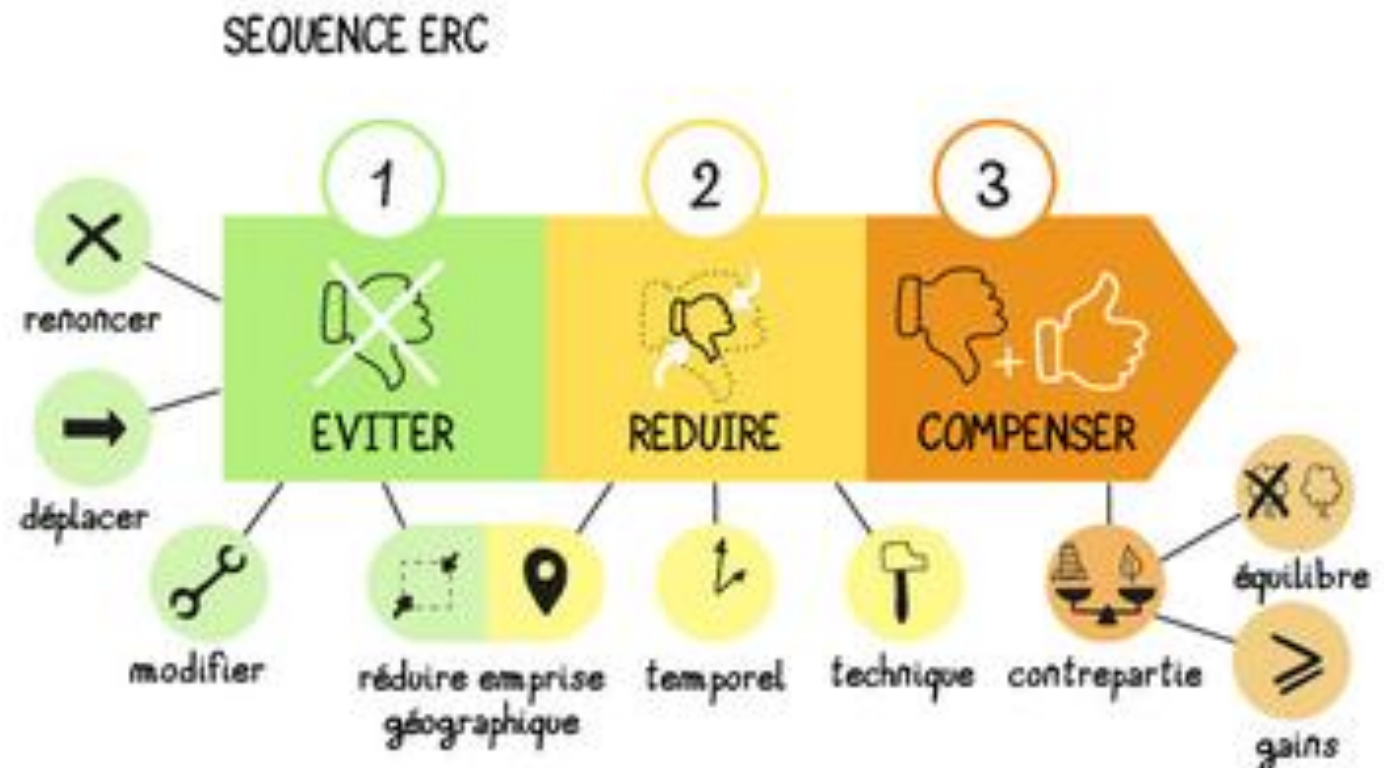 SEQUENCE ERC
1
2
3
EVITER
REDUIRE
COMPENSER
renoncer
déplacer
modifier
réduire emprise
géographique
temporel
technique
contrepartie
équilibre
gains